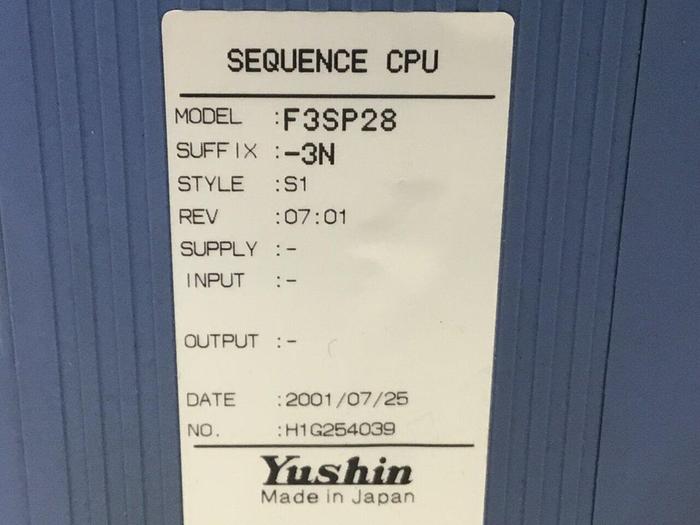 SEQUENCE CPU
MODEL :F3SP28
SUFFIX :-3N
STYLE :S1
REV :07:01
SUPPLY :-
INPUT :-
OUTPUT :-
DATE :2001/07/25
NO. :H1G254039
Yushin
Made in Japan